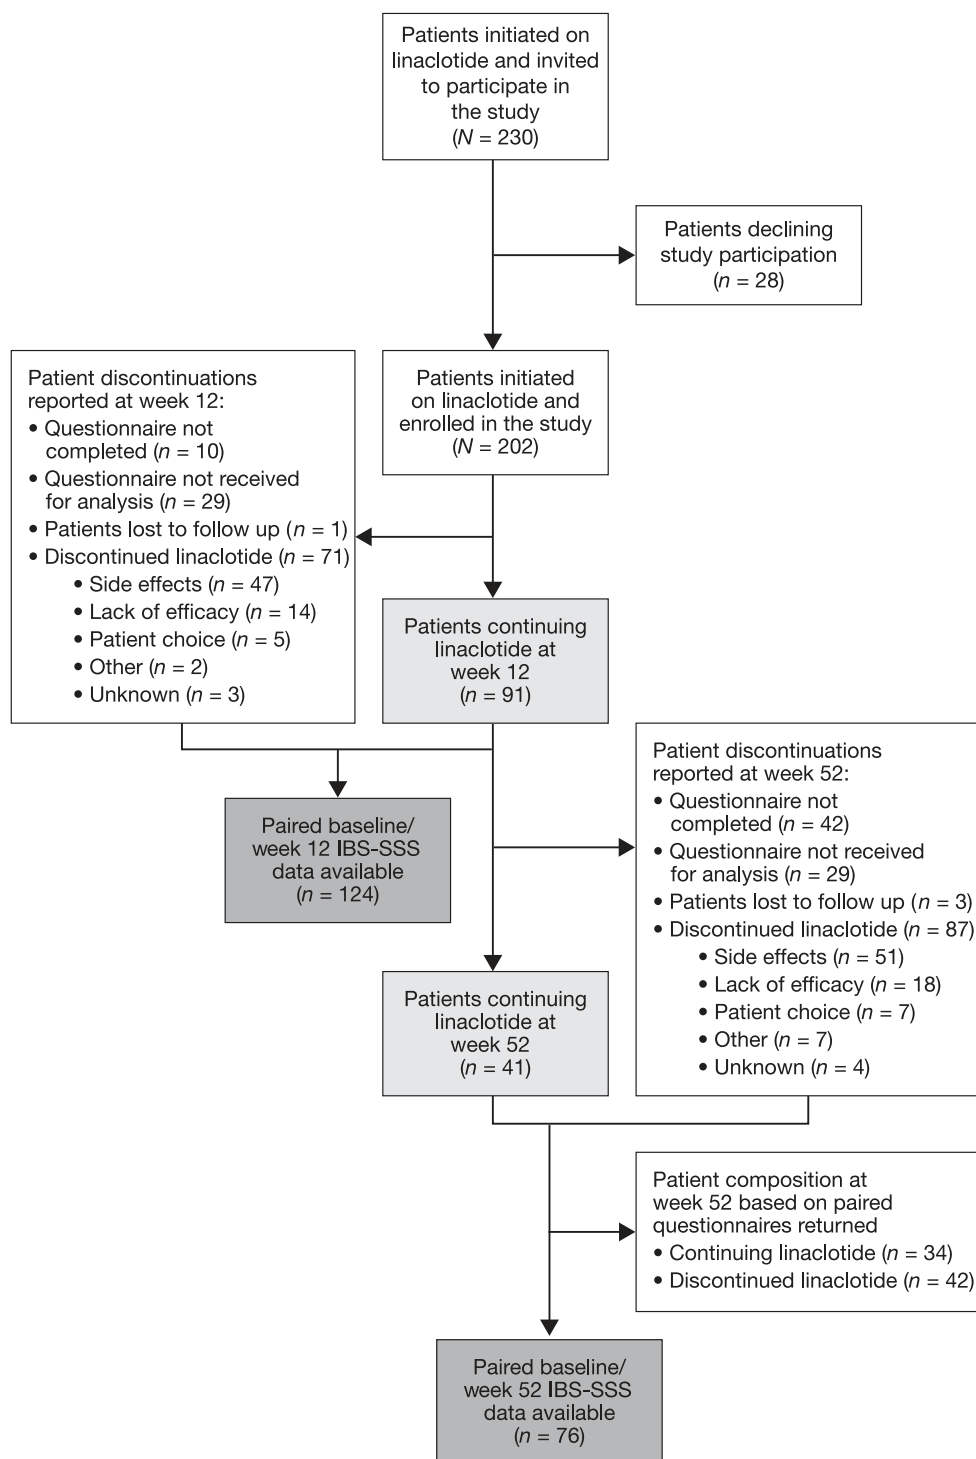 Patients initiated
on linaclotide and
invited
to participate in
the study
(N = 230)
Patients declining
study participation
(n = 28)
Patient discontinuations
reported at week 12:
• Questionnaire not
completed (n = 10)
• Questionnaire not received
for analysis (n = 29)
• Patients lost to follow up (n = 1)
• Discontinued linaclotide (n = 71)
• Side effects (n = 47)
• Lack of efficacy (n = 14)
• Patient choice (n = 5)
• Other (n = 2)
• Unknown (n = 3)
Patients initiated
on linaclotide and
enrolled in the study
(N = 202)
Patients continuing
linaclotide at
week 12
(n = 91)
Paired baseline/
week 12 IBS-SSS
data available
(n = 124)
Patient discontinuations
reported at week 52:
• Questionnaire not
completed (n = 42)
• Questionnaire not received
for analysis (n = 29)
• Patients lost to follow up (n = 3)
• Discontinued linaclotide (n = 87)
• Side effects (n = 51)
• Lack of efficacy (n = 18)
• Patient choice (n = 7)
• Other (n = 7)
• Unknown (n = 4)
Patients continuing
linaclotide at
week 52
(n = 41)
Patient composition at
week 52 based on paired
questionnaires returned
• Continuing linaclotide (n = 34)
• Discontinued linaclotide (n = 42)
Paired baseline/
week 52 IBS-SSS
data available
(n = 76)